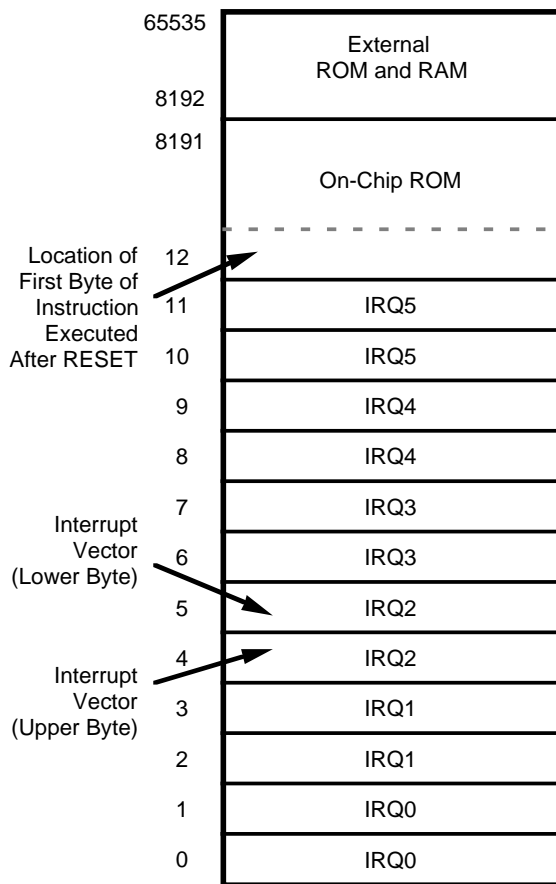 65535
External
ROM and RAM
8192
8191
On-Chip ROM
Location of
First Byte of
Instruction
Executed
After RESET
12
11 IRQ5
10 IRQ5
9 IRQ4
8 IRQ4
7 IRQ3
Interrupt
Vector
(Lower Byte)
6 IRQ3
5 IRQ2
4 IRQ2
Interrupt
Vector
(Upper Byte)
3 IRQ1
2 IRQ1
1 IRQ0
0 IRQ0